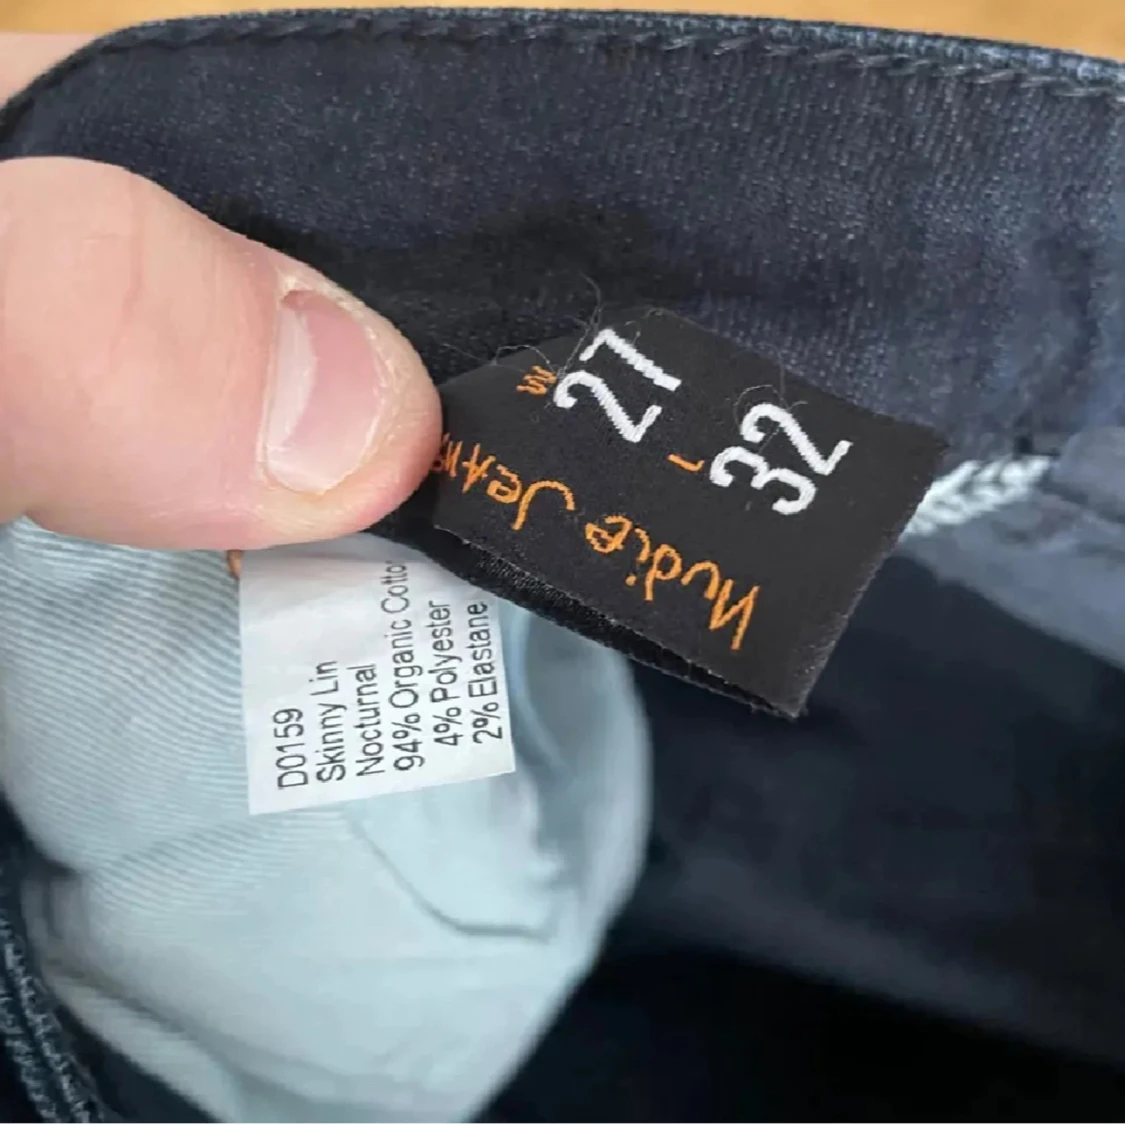 W 27
L 32
Nudie Jeans
D0159
Skinny Lin
Nocturnal
94% Organic Cotto
4% Polyester
2% Elastane